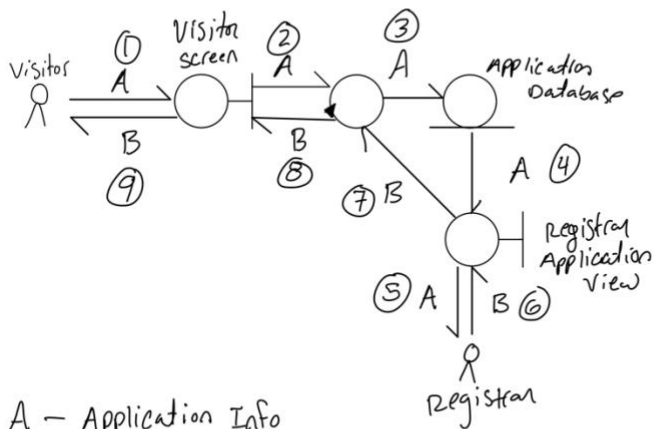 ①
Visitor
screen
②
③
Visitor
A
A
A
Application
Database
B
⑨
B
⑧
A ④
⑦ B
Registrar
Application
View
⑤ A
B ⑥
Registrar
A - Application Info